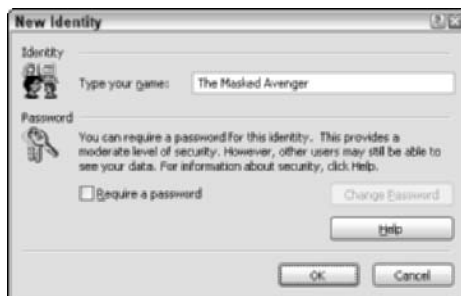 New Identity
Identity
Type your name: The Masked Avenger
Password
You can require a password for this identity. This provides a
moderate level of security. However, other users may still be able to
see your data. For information about security, click Help.
Require a password
Change Password
Help
OK
Cancel